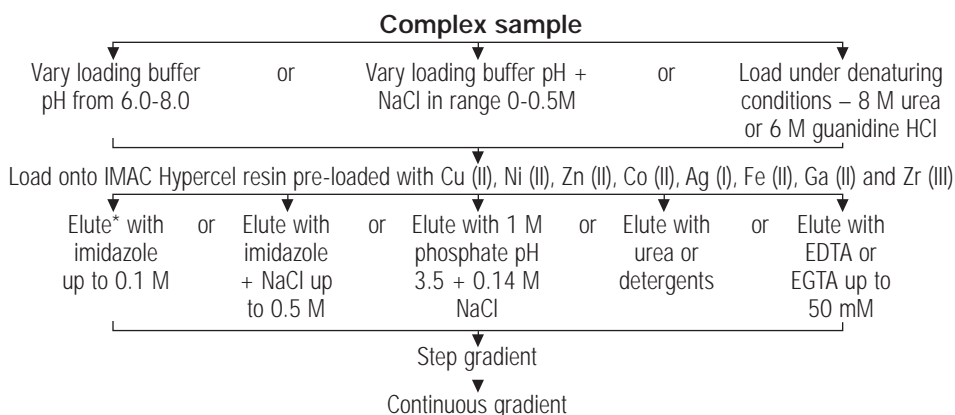 Complex sample
Vary loading buffer
pH from 6.0-8.0
or
Vary loading buffer pH +
NaCl in range 0-0.5M
or
Load under denaturing
conditions – 8 M urea
or 6 M guanidine HCl
Load onto IMAC Hypercel resin pre-loaded with Cu (II), Ni (II), Zn (II), Co (II), Ag (I), Fe (II), Ga (II) and Zr (III)
Elute* with
imidazole
up to 0.1 M
or
Elute with
imidazole
+ NaCl up
to 0.5 M
or
Elute with 1 M
phosphate pH
3.5 + 0.14 M
NaCl
or
Elute with
urea or
detergents
or
Elute with
EDTA or
EGTA up to
50 mM
Step gradient
Continuous gradient